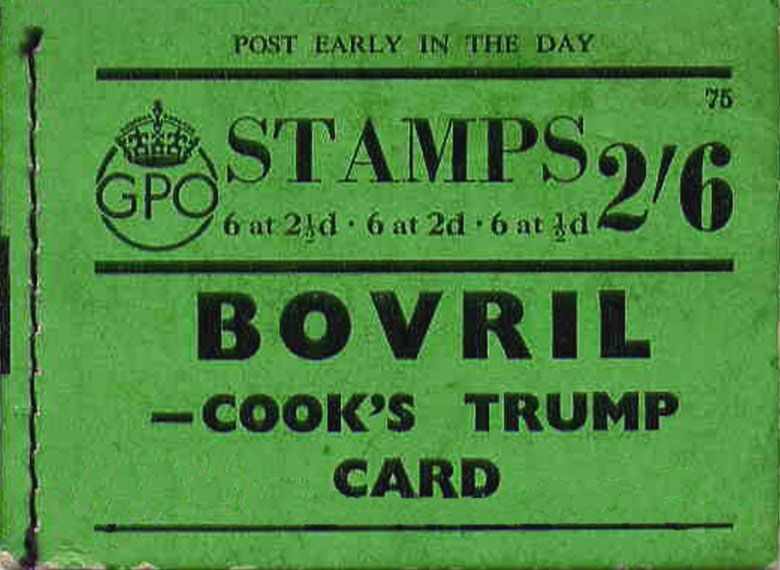 POST EARLY IN THE DAY
75
GPO
STAMPS 2/6
6 at 2½d · 6 at 2d · 6 at ½d
BOVRIL
—COOK'S TRUMP
CARD